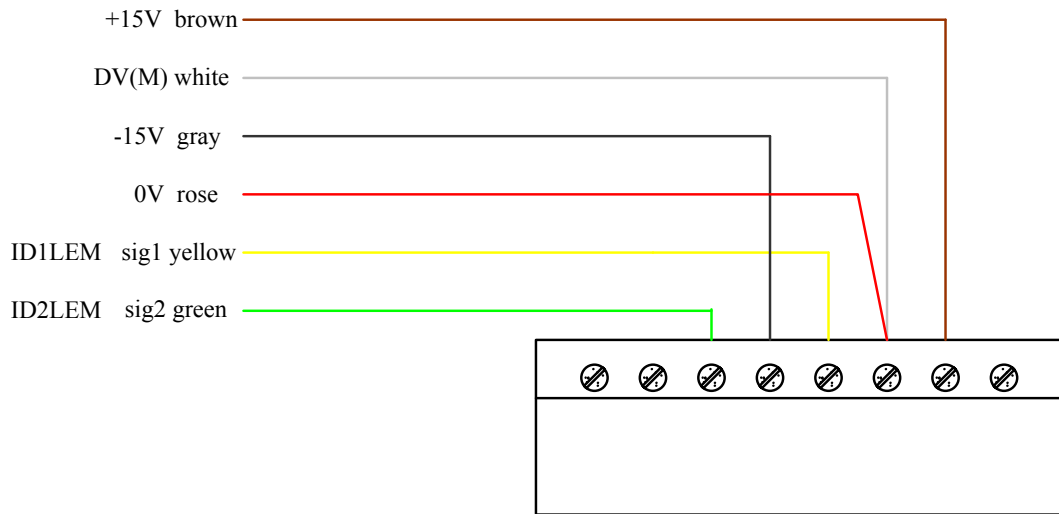 +15V brown
DV(M) white
-15V gray
0V rose
ID1LEM sig1 yellow
ID2LEM sig2 green